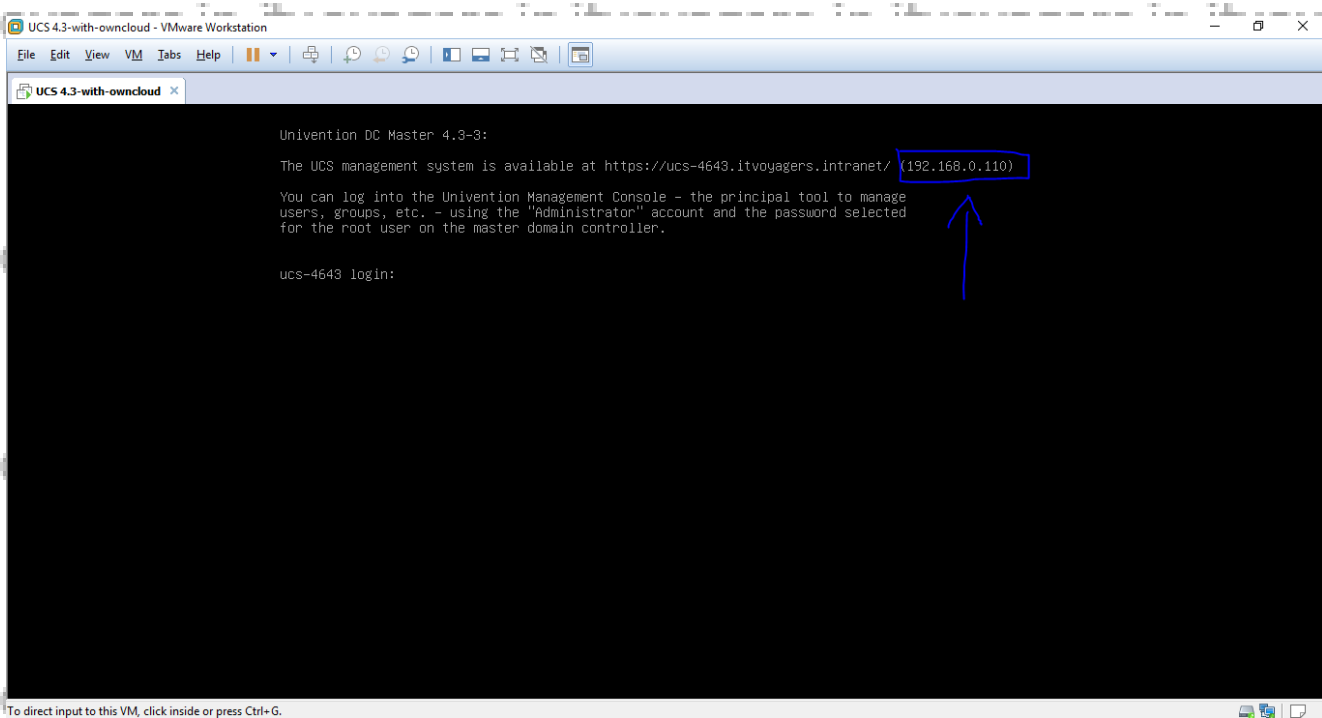 UCS 4.3-with-owncloud - VMware Workstation
File Edit View VM Tabs Help
UCS 4.3-with-owncloud
Univention DC Master 4.3-3:
The UCS management system is available at https://ucs-4643.itvoyagers.intranet/ (192.168.0.110)
You can log into the Univention Management Console - the principal tool to manage
users, groups, etc. - using the "Administrator" account and the password selected
for the root user on the master domain controller.
ucs-4643 login:
To direct input to this VM, click inside or press Ctrl+G.